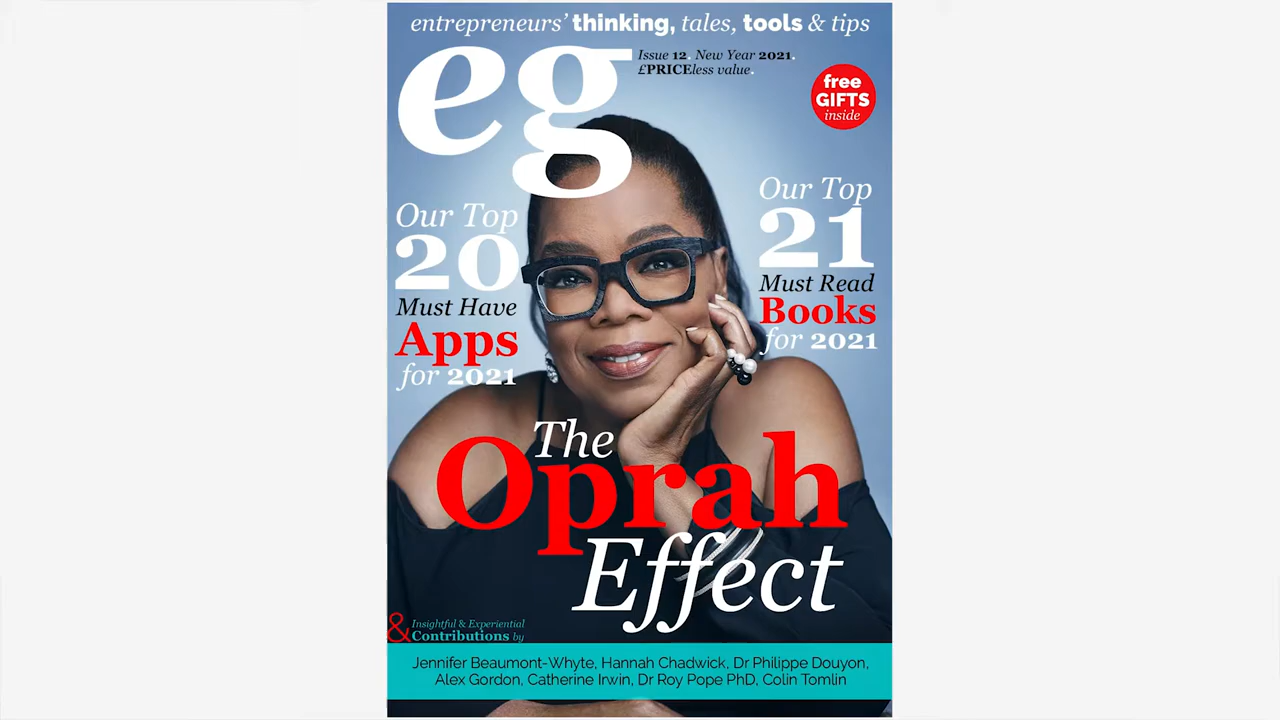 entrepreneurs' thinking, tales, tools & tips
eg
Issue 12. New Year 2021.
£PRICEless value.
free
GIFTS
inside
Our Top
20
Must Have
Apps
for 2021
Our Top
21
Must Read
Books
for 2021
The
Oprah
Effect
& Insightful & Experiential
Contributions by
Jennifer Beaumont-Whyte, Hannah Chadwick, Dr Philippe Douyon,
Alex Gordon, Catherine Irwin, Dr Roy Pope PhD, Colin Tomlin